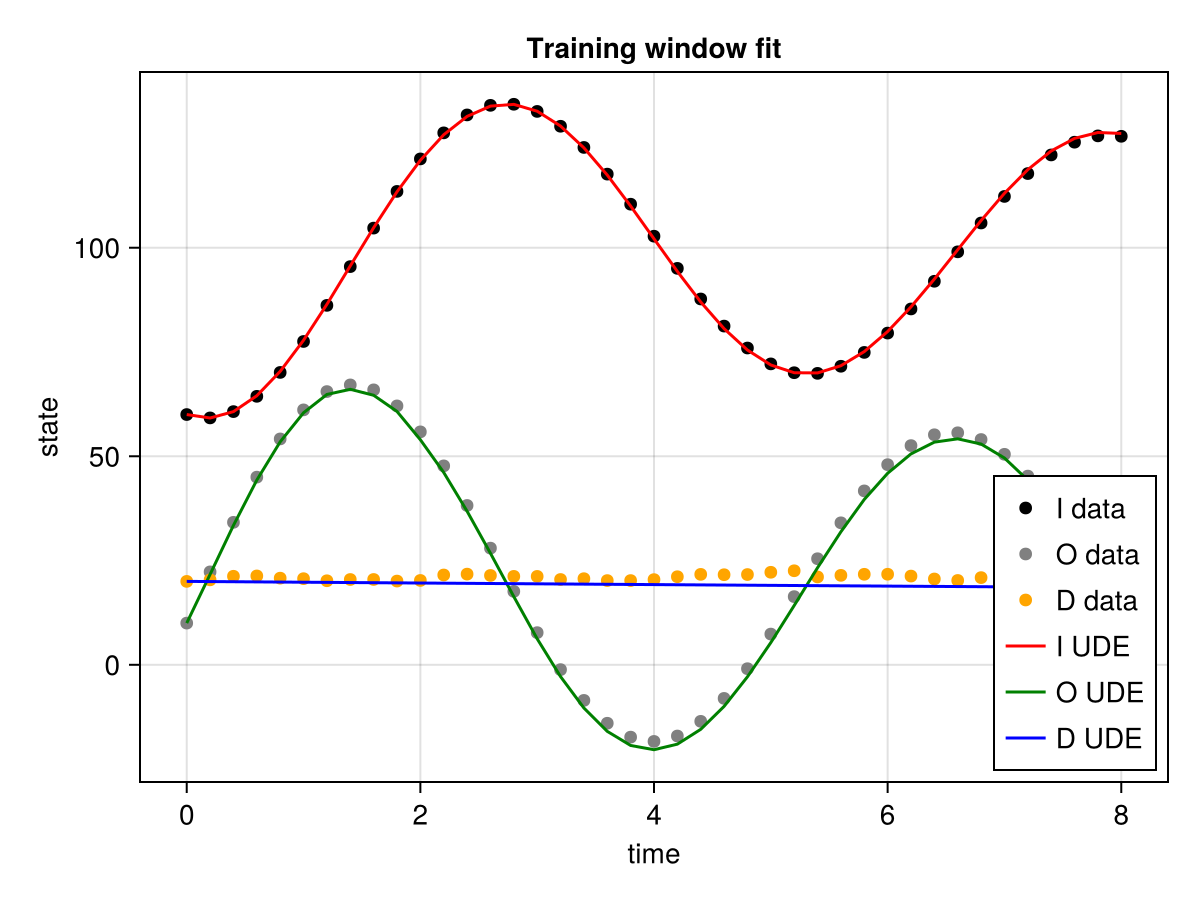 Training window fit
state
100
50
0
I data
O data
D data
I UDE
O UDE
D UDE
0 2 4 6 8
time